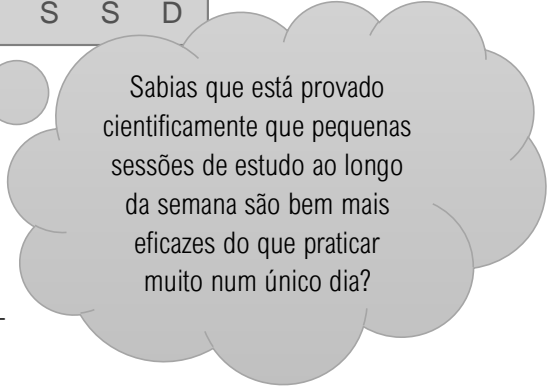 S S D
Sabias que está provado
cientificamente que pequenas
sessões de estudo ao longo
da semana são bem mais
eficazes do que praticar
muito num único dia?